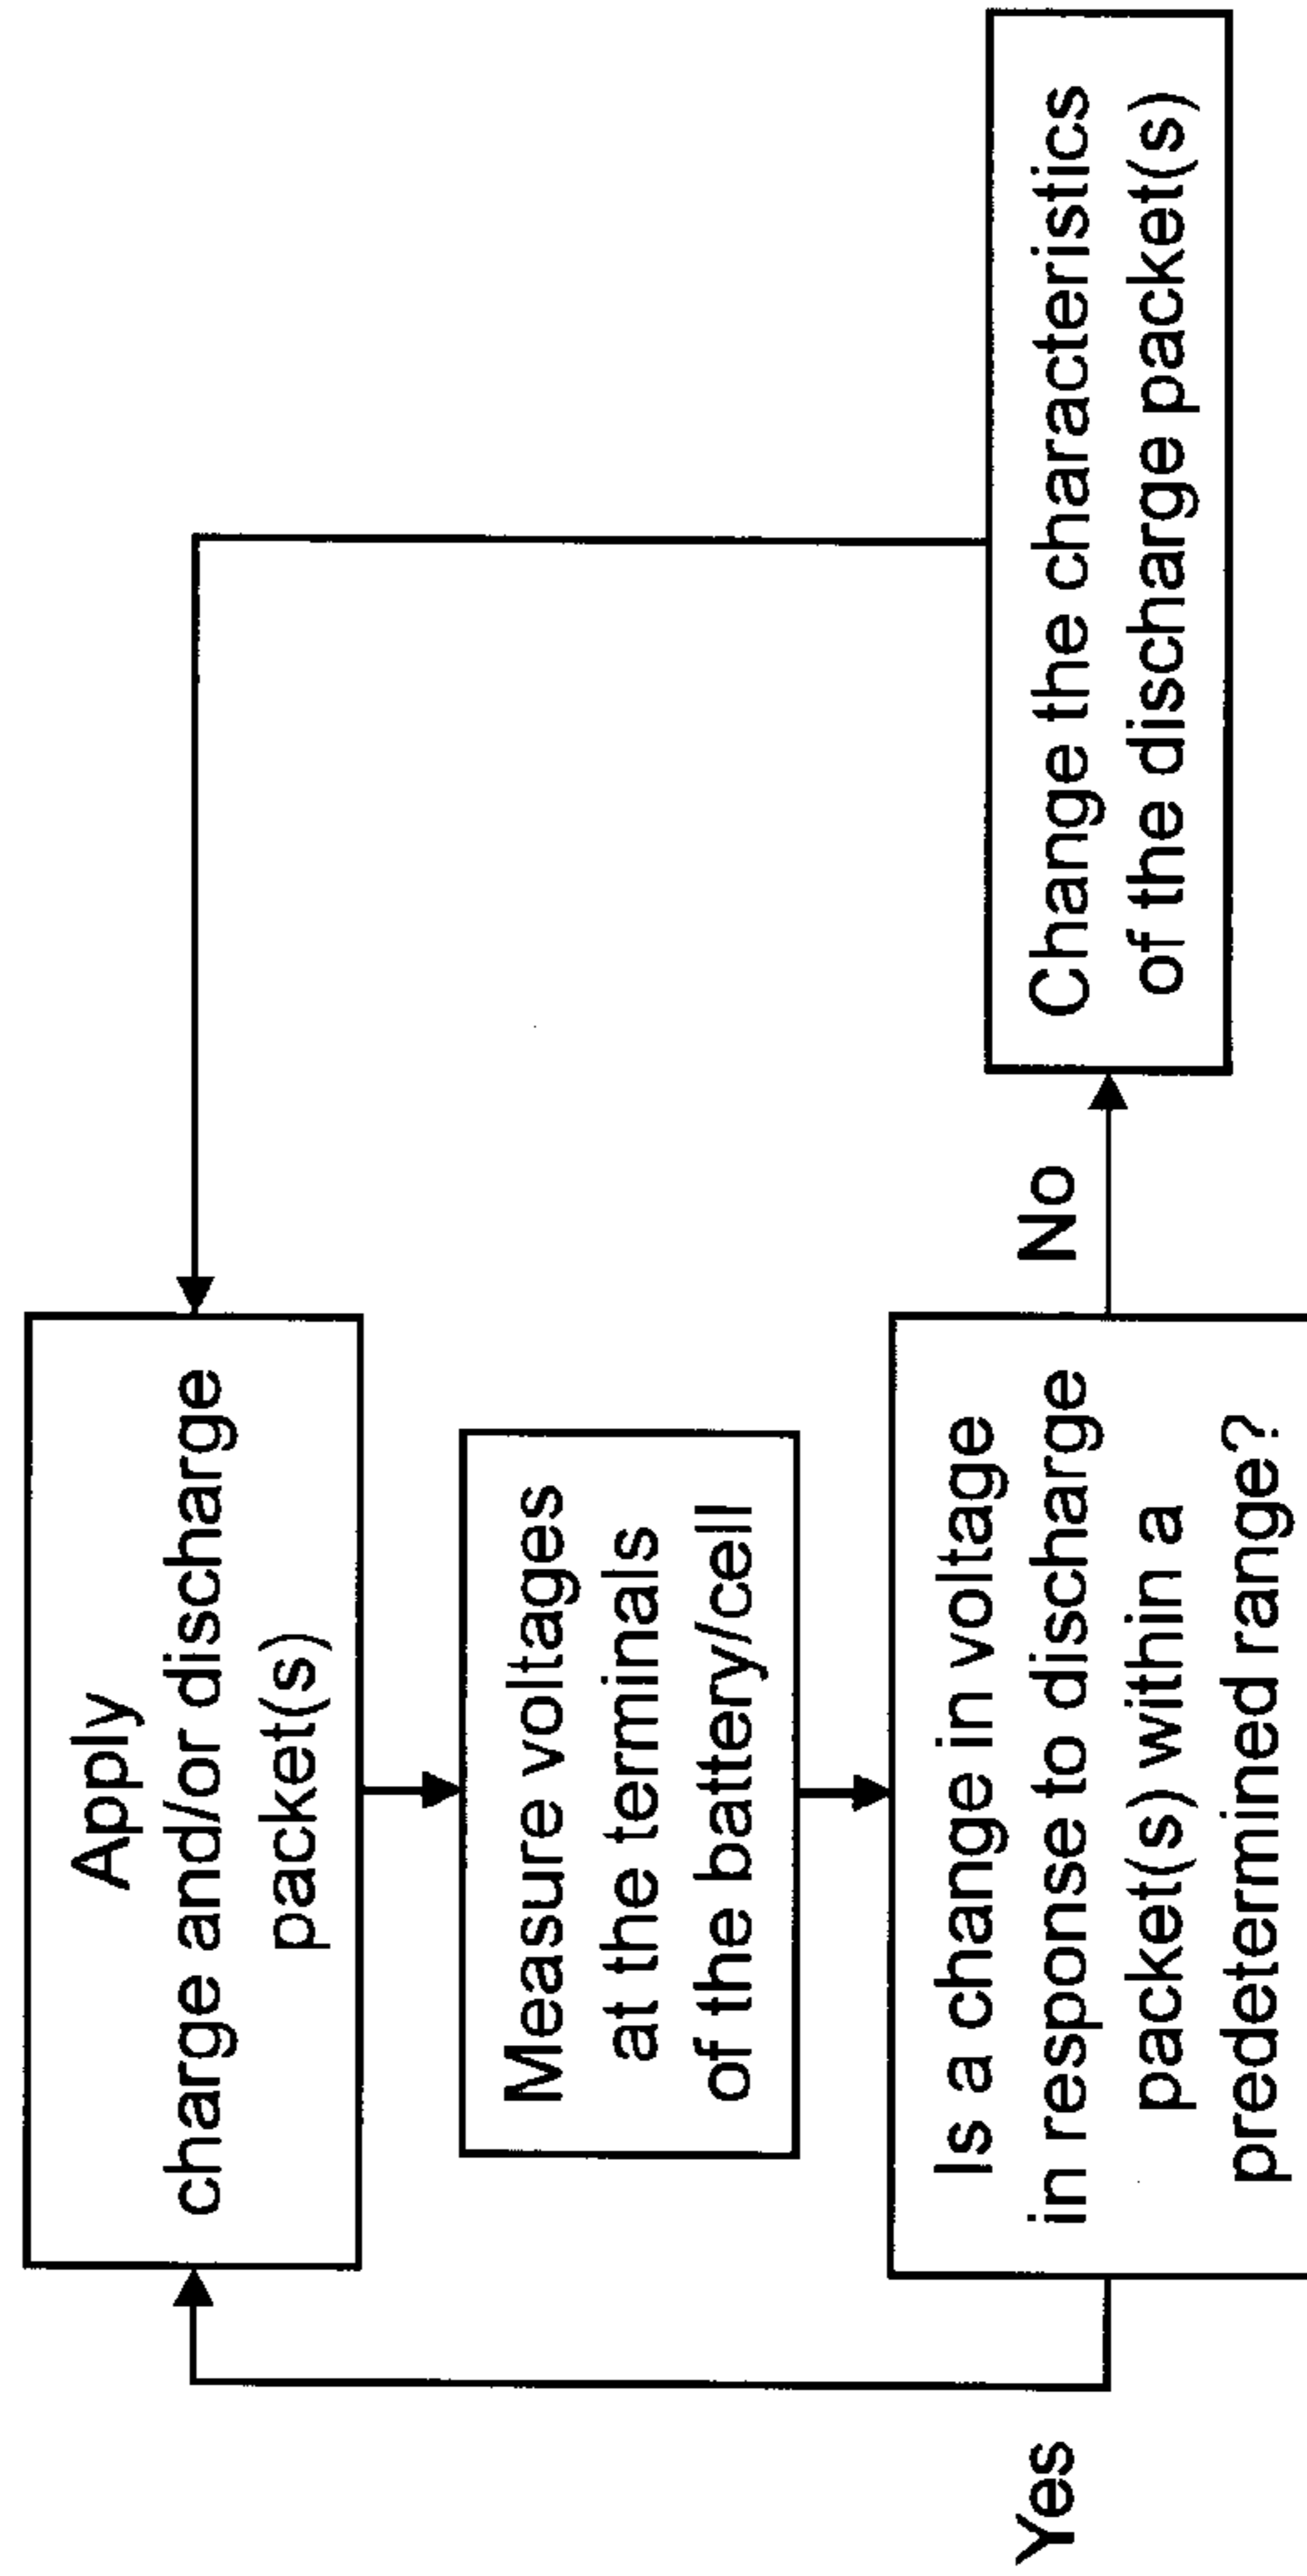 Apply
charge and/or discharge
packet(s)
Measure voltages
at the terminals
of the battery/cell
Is a change in voltage
in response to discharge
packet(s) within a
predetermined range?
Yes
No
Change the characteristics
of the discharge packet(s)